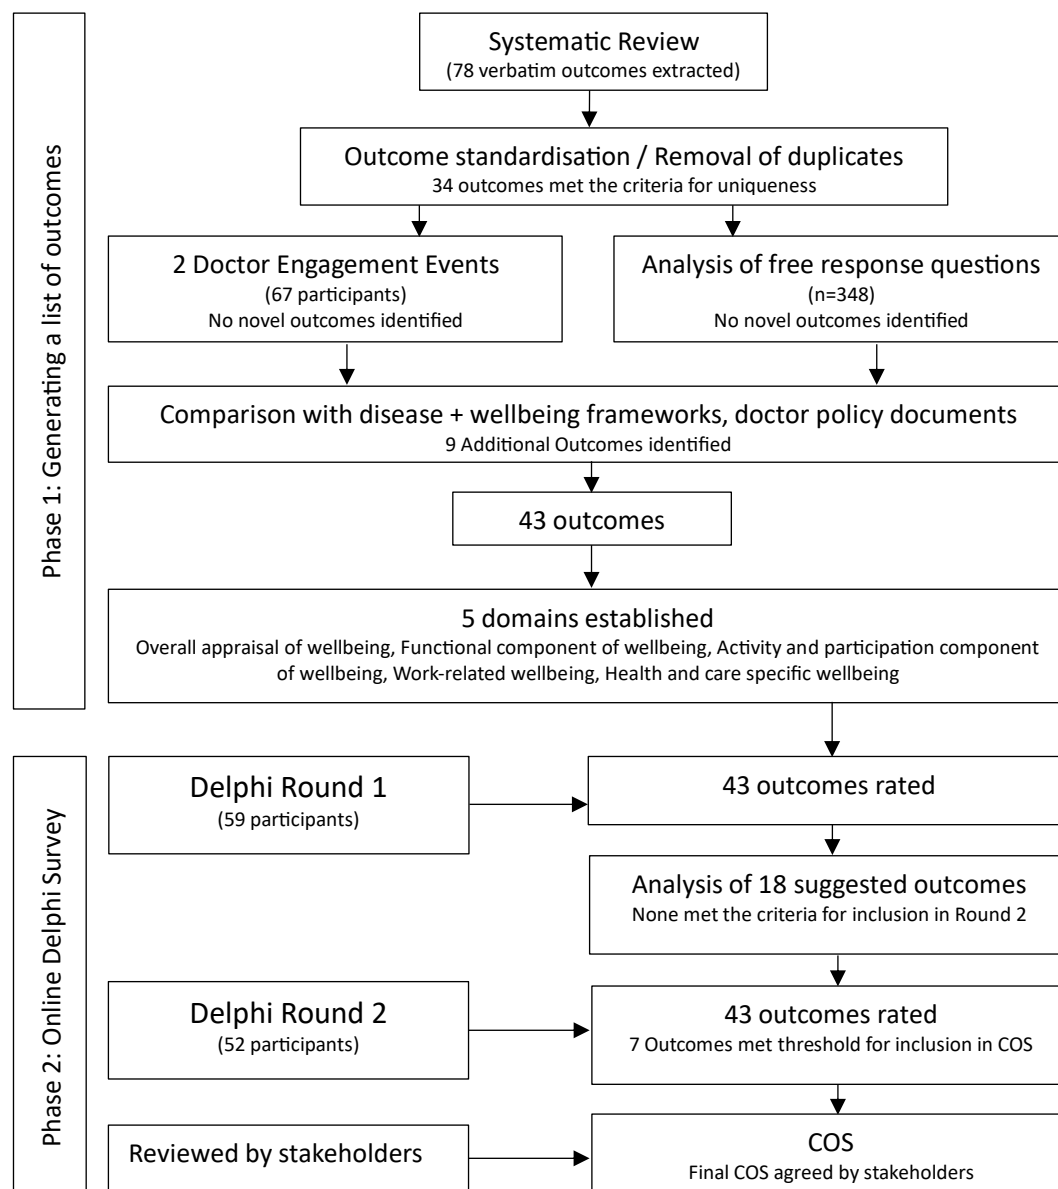 Phase 1: Generating a list of outcomes
Systematic Review
(78 verbatim outcomes extracted)
Outcome standardisation / Removal of duplicates
34 outcomes met the criteria for uniqueness
2 Doctor Engagement Events
(67 participants)
No novel outcomes identified
Analysis of free response questions
(n=348)
No novel outcomes identified
Comparison with disease + wellbeing frameworks, doctor policy documents
9 Additional Outcomes identified
43 outcomes
5 domains established
Overall appraisal of wellbeing, Functional component of wellbeing, Activity and participation component
of wellbeing, Work-related wellbeing, Health and care specific wellbeing
Phase 2: Online Delphi Survey
Delphi Round 1
(59 participants)
43 outcomes rated
Analysis of 18 suggested outcomes
None met the criteria for inclusion in Round 2
Delphi Round 2
(52 participants)
43 outcomes rated
7 Outcomes met threshold for inclusion in COS
Reviewed by stakeholders
COS
Final COS agreed by stakeholders